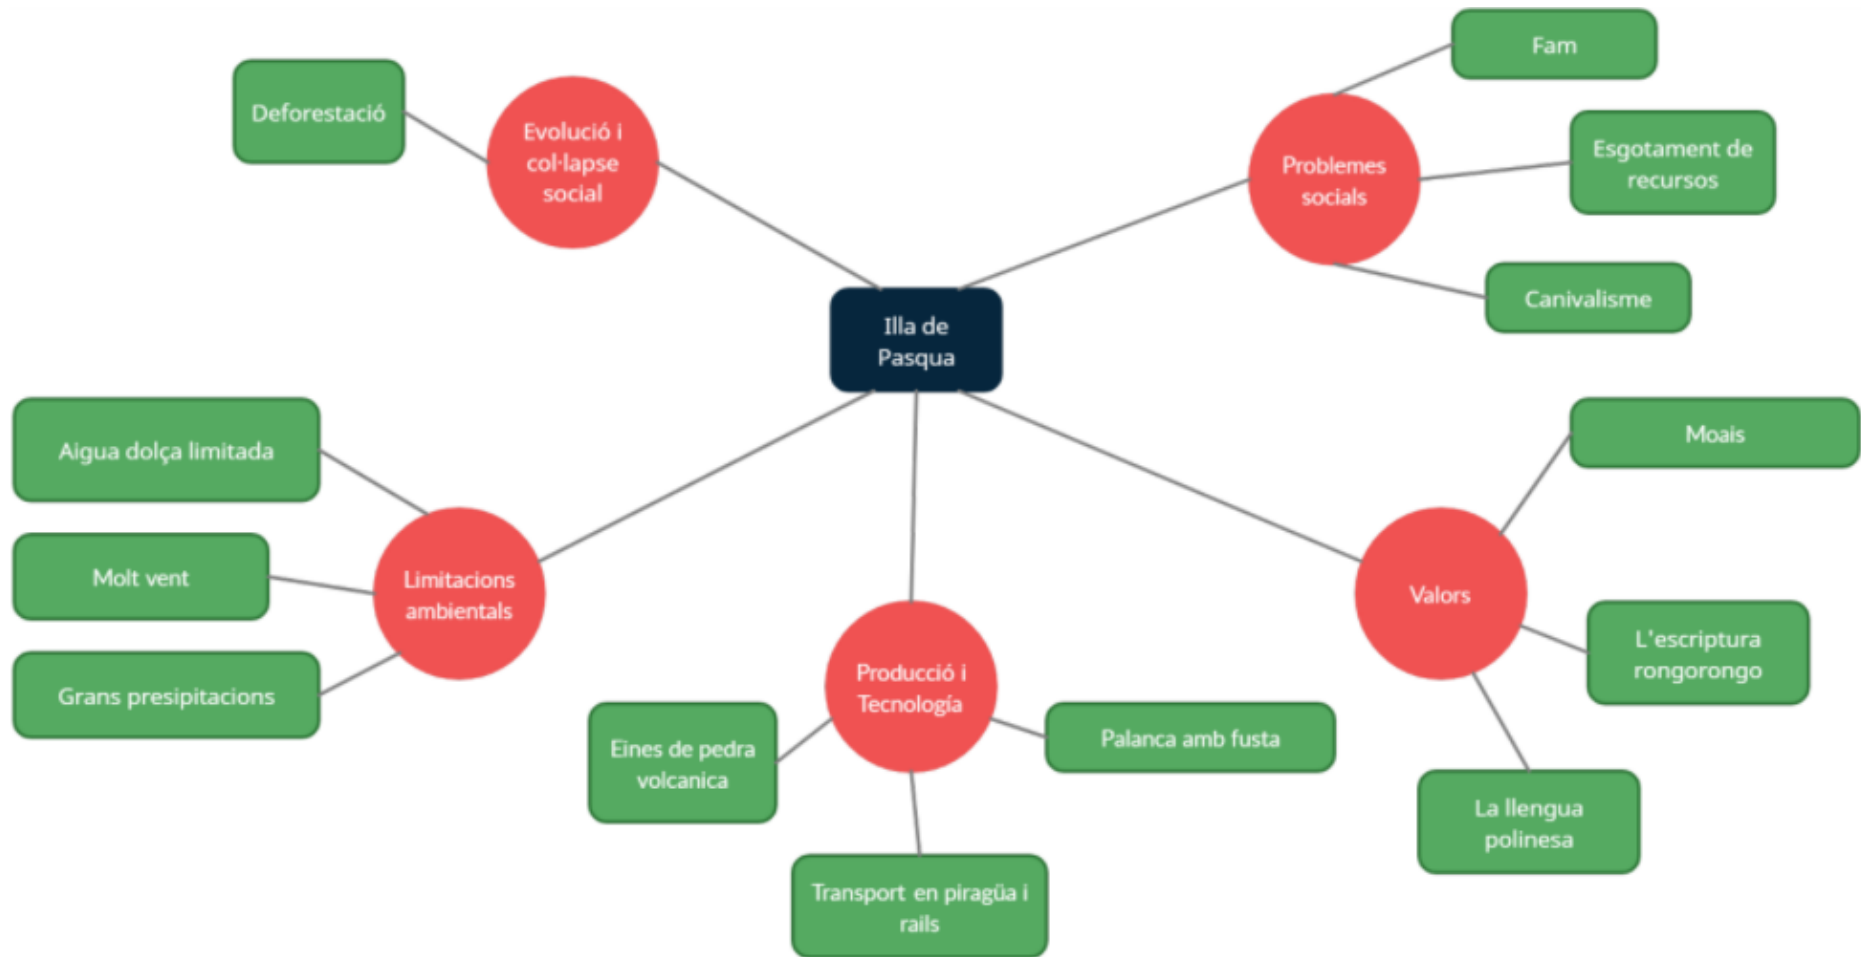 Fam
Deforestació
Evolució i
col·lapse
social
Problemes
socials
Esgotament de
recursos
Canivalisme
Illa de
Pasqua
Aigua dolça limitada
Molt vent
Grans presipitacions
Limitacions
ambientals
Moais
Valors
L'escriptura
rongorongo
La llengua
polinesa
Producció i
Tecnología
Eines de pedra
volcanica
Palanca amb fusta
Transport en piragüa i
rails